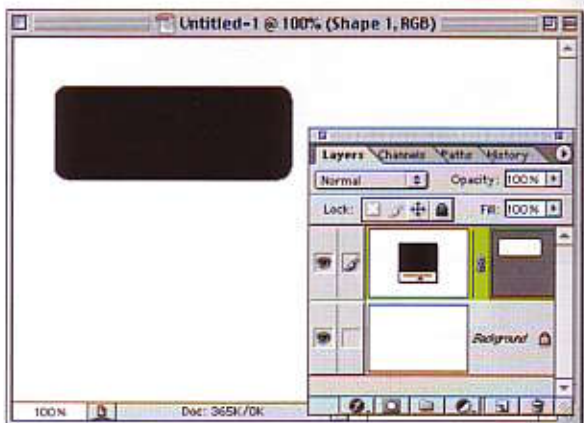 Untitled-1 @ 100% (Shape 1, RGB)
Layers Channels Paths History
Normal Opacity: 100%
Lock: Fill: 100%
Background
100% Doc: 365K/0K